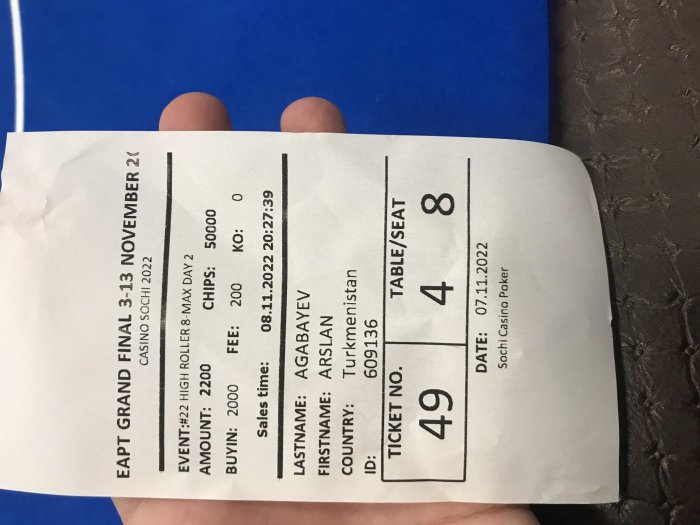 EAPT GRAND FINAL 3-13 NOVEMBER
CASINO SOCHI 2022
EVENT:#22 HIGH ROLLER 8-MAX DAY 2
AMOUNT: 2200 CHIPS: 50000
BUYIN: 2000 FEE: 200 KO: 0
Sales time: 08.11.2022 20:27:39
LASTNAME: AGABAYEV
FIRSTNAME: ARSLAN
COUNTRY: Turkmenistan
ID: 609136
TICKET NO. TABLE/SEAT
49 4 8
DATE: 07.11.2022
Sochi Casino Poker